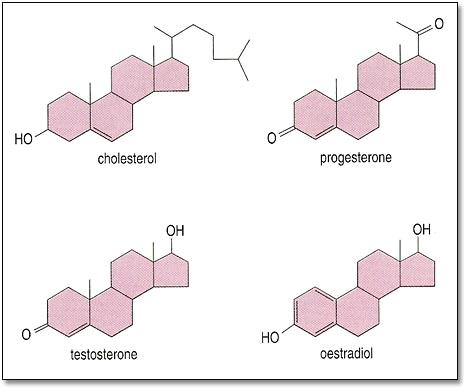 O
HO
cholesterol
O
progesterone
OH
O
testosterone
OH
HO
oestradiol